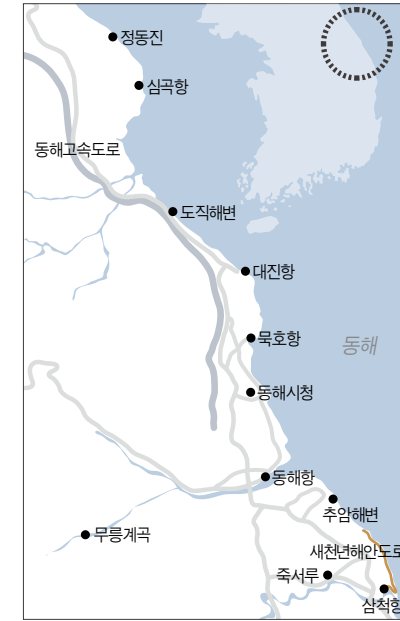 정동진
심곡항
동해고속도로
도직해변
대진항
묵호항
동해
동해시청
동해항
추암해변
무릉계곡
새천년해안도로
죽서루
삼척항